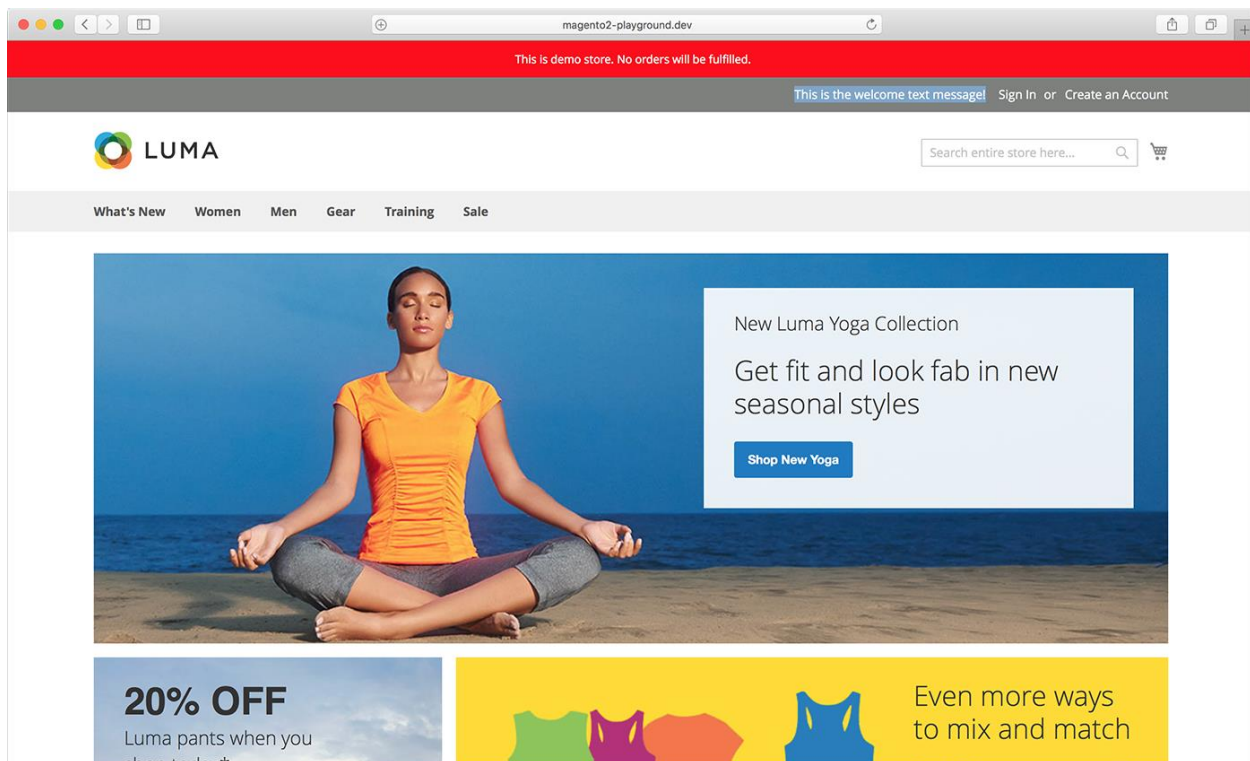 magento2-playground.dev
This is demo store. No orders will be fulfilled.
This is the welcome text message! Sign In or Create an Account
LUMA
Search entire store here...
What's New Women Men Gear Training Sale
New Luma Yoga Collection
Get fit and look fab in new
seasonal styles
Shop New Yoga
20% OFF
Luma pants when you
Even more ways
to mix and match